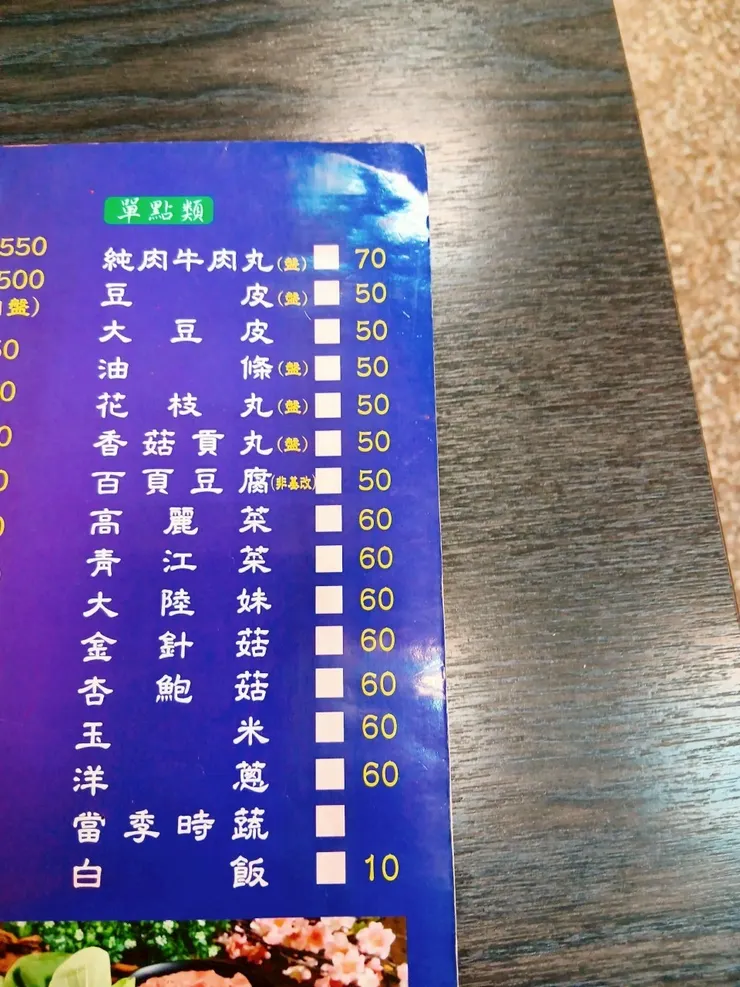 單點類
550
500
盤)
純肉牛肉丸(盤) 70
豆皮(盤) 50
大豆皮 50
油條(盤) 50
花枝丸(盤) 50
香菇貢丸(盤) 50
百頁豆腐(非基改) 50
高麗菜 60
青江菜 60
大陸妹 60
金針菇 60
杏鮑菇 60
玉米 60
洋蔥 60
當季時蔬
白飯 10